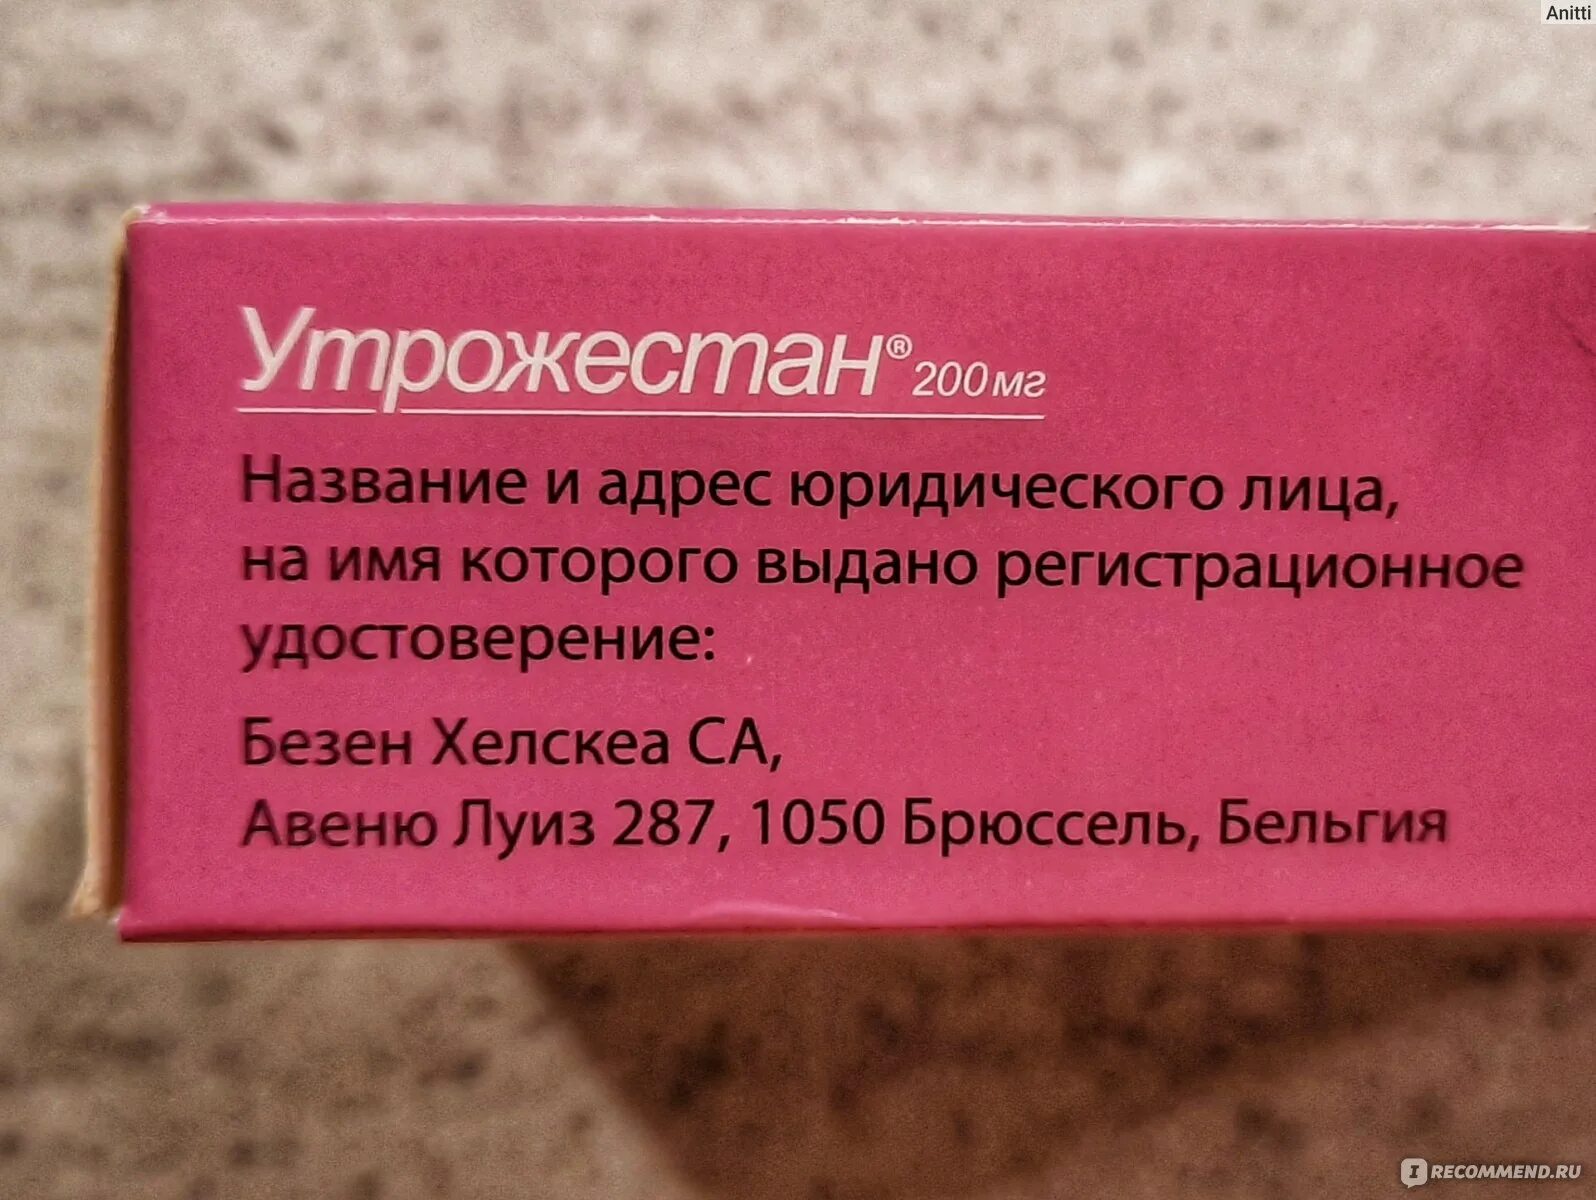 Anitti
Утрожестан® 200 мг
Название и адрес юридического лица,
на имя которого выдано регистрационное
удостоверение:
Безен Хелскеа СА,
Авеню Луиз 287, 1050 Брюссель, Бельгия
I RECOMMEND.RU